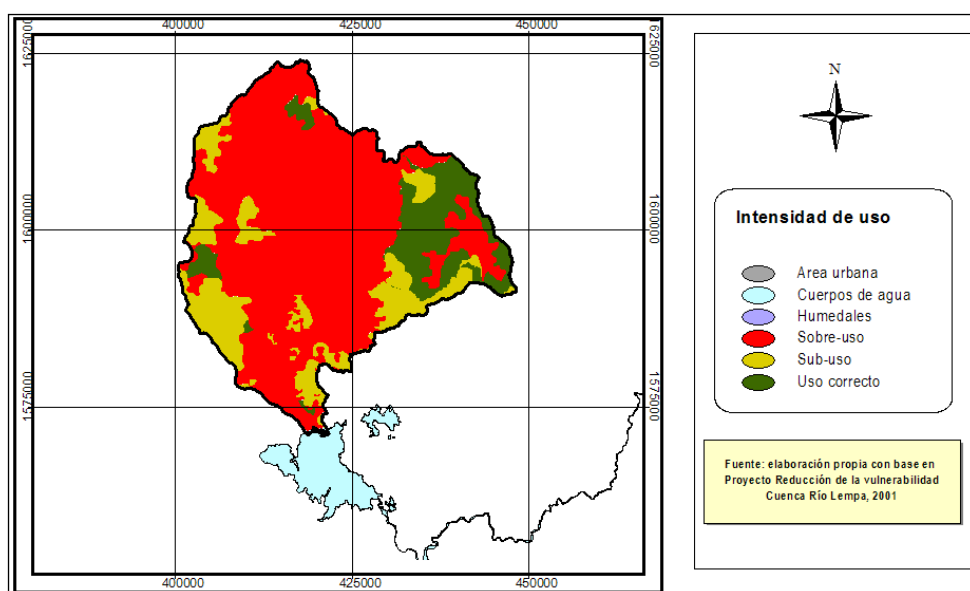 400000 425000 450000
1625000 1625000
1600000 1600000
1575000 1575000
400000 425000 450000
N
Intensidad de uso
Area urbana
Cuerpos de agua
Humedales
Sobre-uso
Sub-uso
Uso correcto
Fuente: elaboración propia con base en
Proyecto Reducción de la vulnerabilidad
Cuenca Río Lempa, 2001